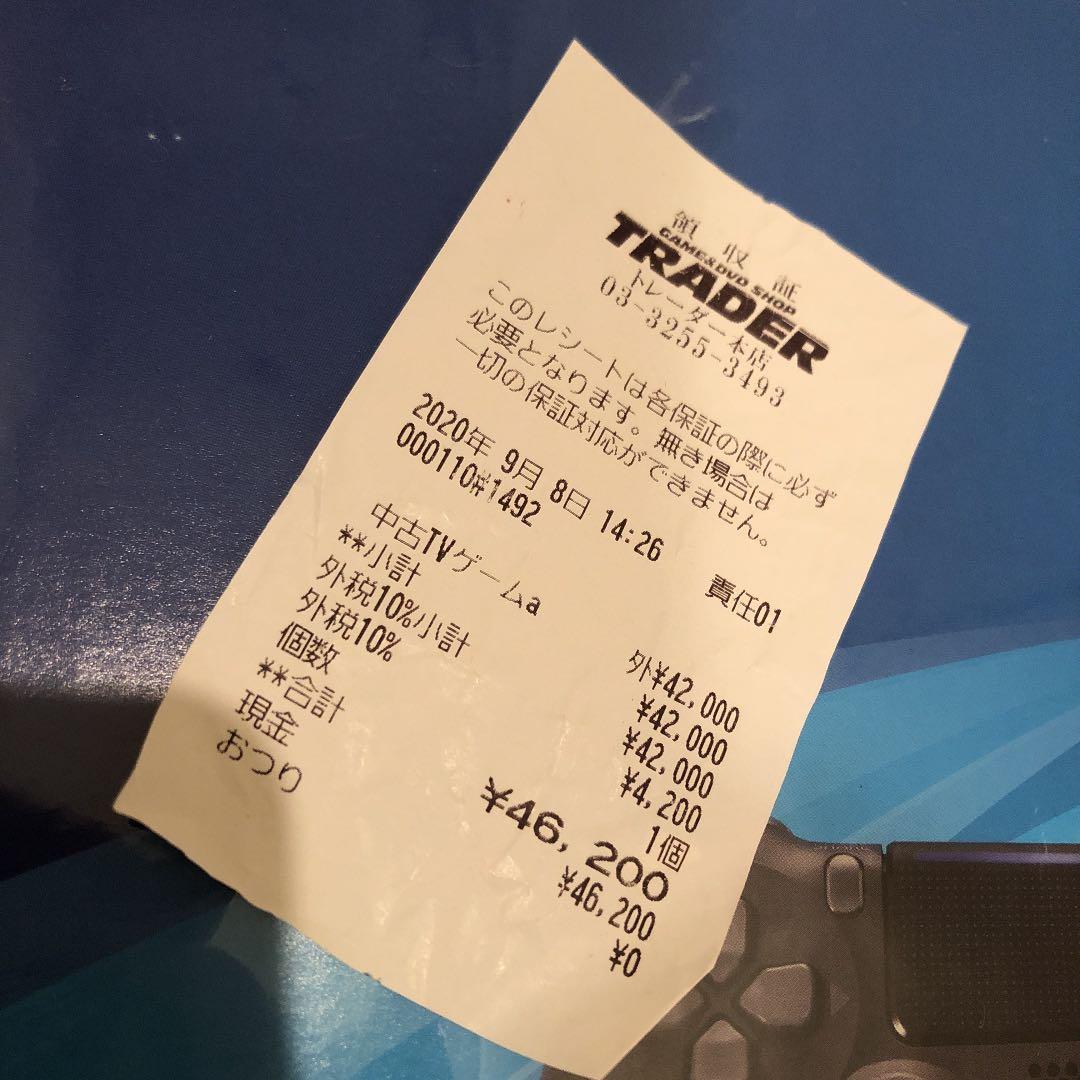 領収証
GAME&DVD SHOP
TRADER
トレーダー本店
03-3255-3493
このレシートは各保証の際に必ず
必要となります。無き場合は
一切の保証対応ができません。
2020年 9月 8日 14:26
000110#1492 責任01
中古TVゲームa 外¥42,000
**小計 ¥42,000
外税10%小計 ¥42,000
外税10% ¥4,200
個数 1個
**合計 ¥46,200
現金 ¥46,200
おつり ¥0